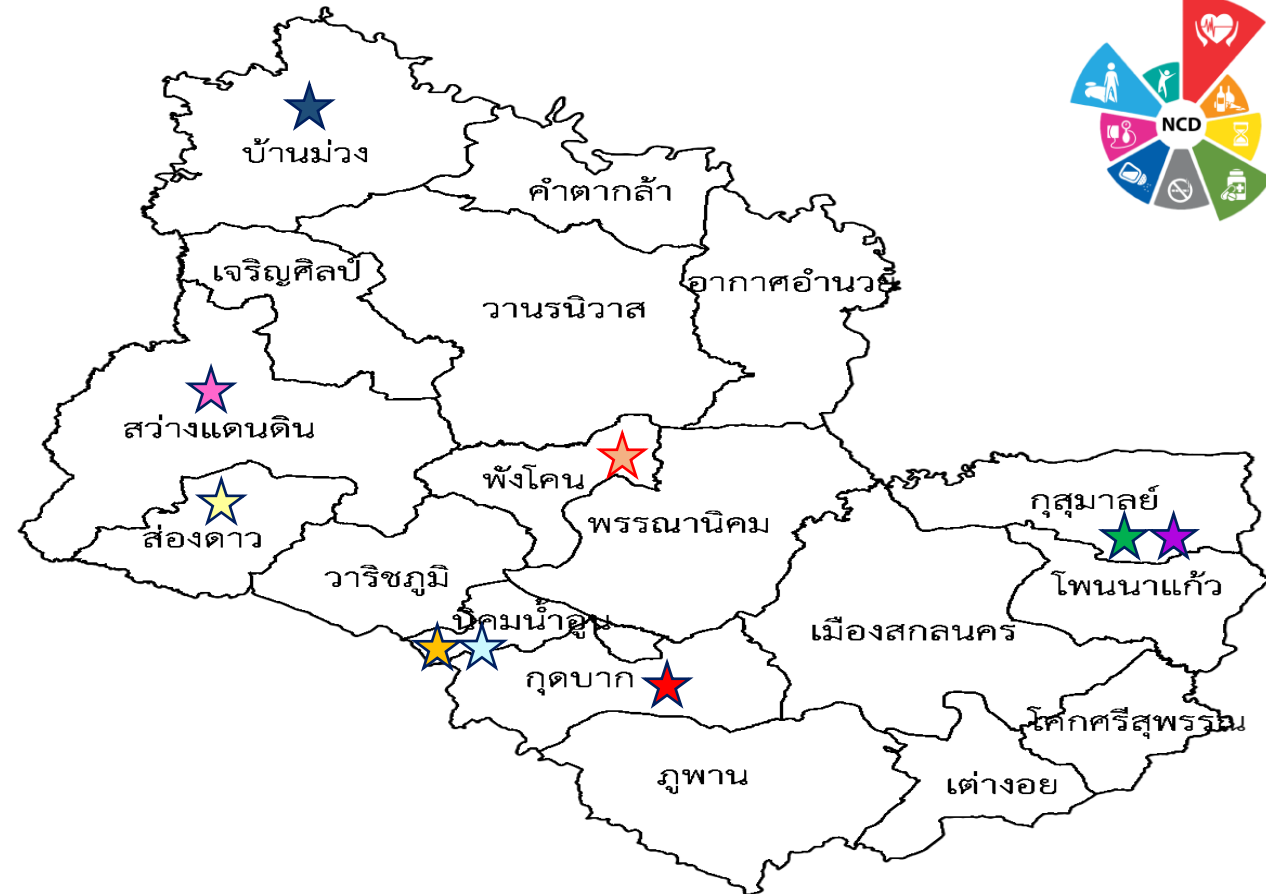 NCD
บ้านม่วง
คำตากล้า
เจริญศิลป์
อากาศอำนวย
วานรนิวาส
สว่างแดนดิน
พังโคน
กุสุมาลย์
พรรณานิคม
ส่องดาว
วาริชภูมิ
โพนนาแก้ว
นิคมน้ำอูน
เมืองสกลนคร
กุดบาก
โคกศรีสุพรรณ
ภูพาน
เต่างอย